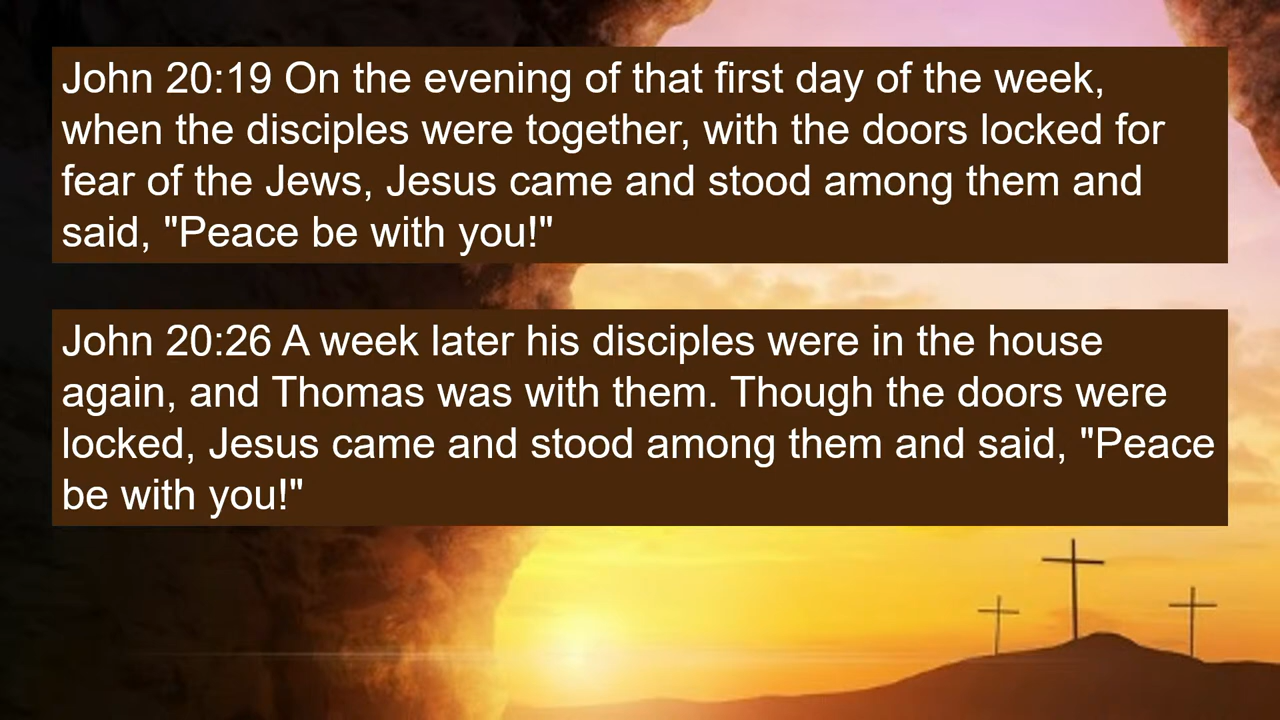 John 20:19 On the evening of that first day of the week,
when the disciples were together, with the doors locked for
fear of the Jews, Jesus came and stood among them and
said, "Peace be with you!"
John 20:26 A week later his disciples were in the house
again, and Thomas was with them. Though the doors were
locked, Jesus came and stood among them and said, "Peace
be with you!"